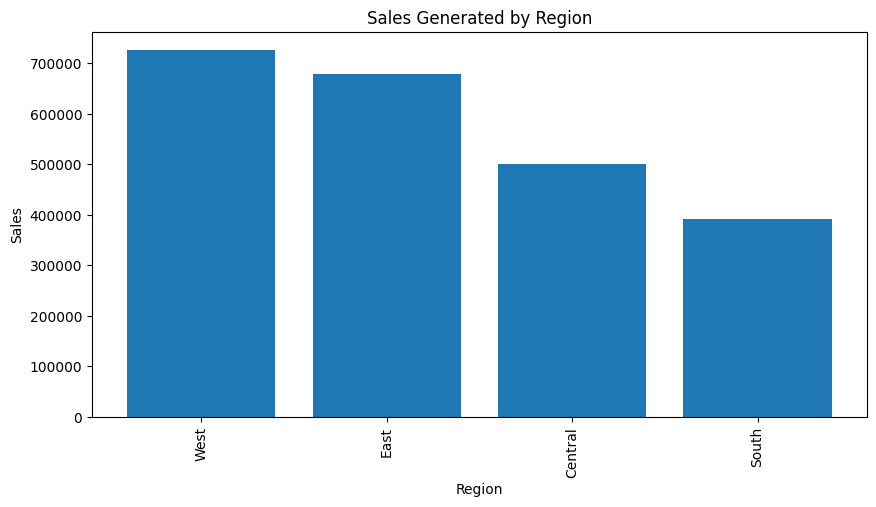 Sales Generated by Region
Sales
700000
600000
500000
400000
300000
200000
100000
0
West
East
Central
South
Region